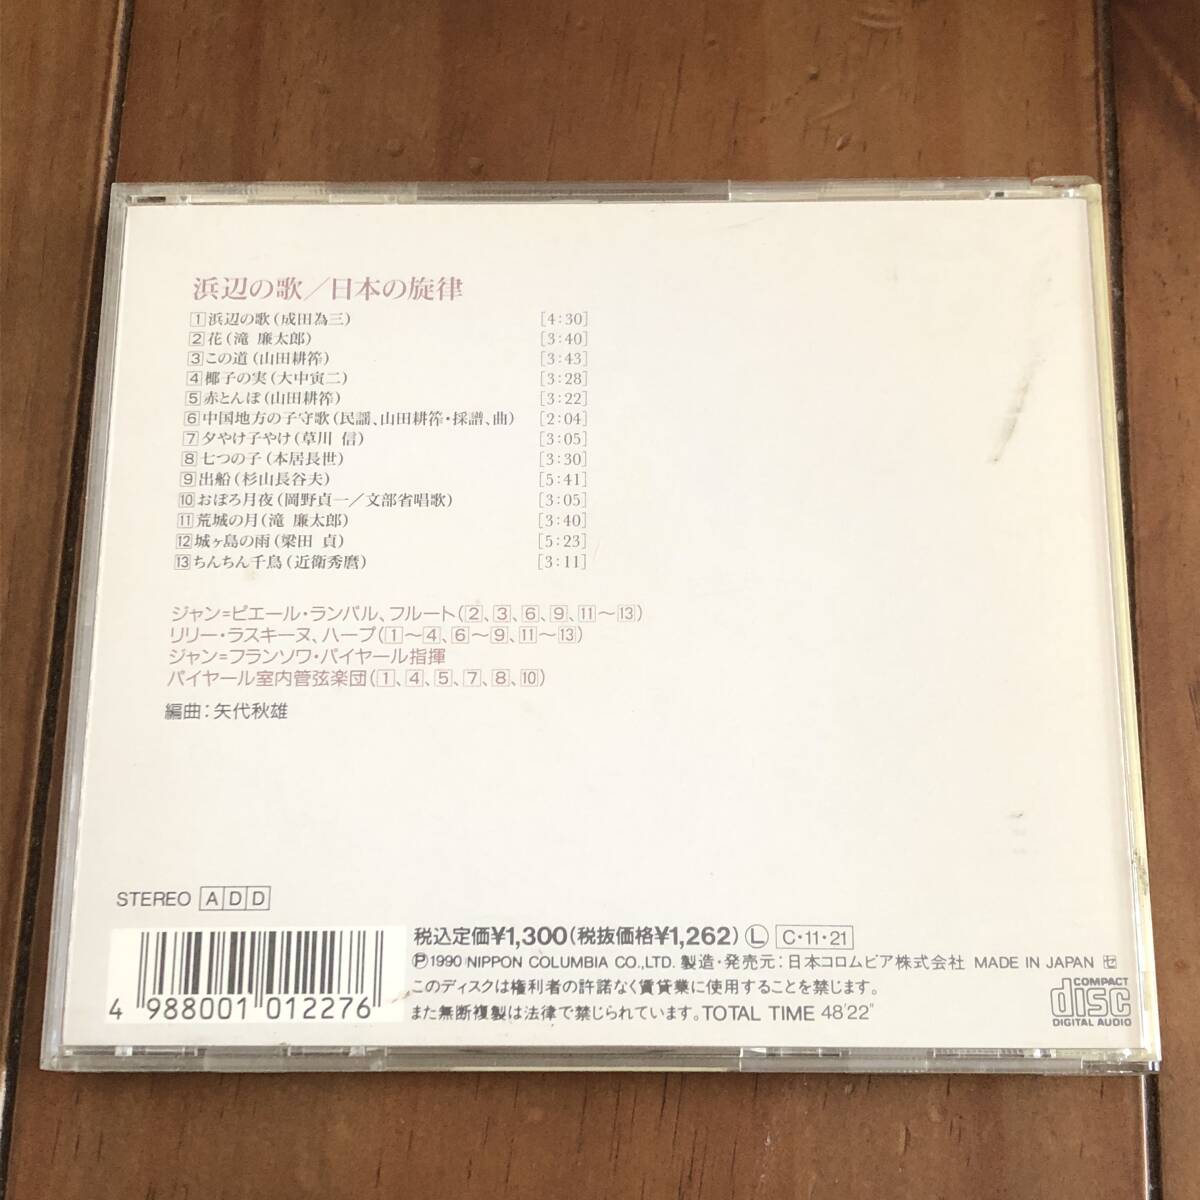 浜辺の歌／日本の旋律
1 浜辺の歌(成田為三) [4:30]
2 花(滝 廉太郎) [3:40]
3 この道(山田耕筰) [3:43]
4 椰子の実(大中寅二) [3:28]
5 赤とんぼ(山田耕筰) [3:22]
6 中国地方の子守歌(民謡、山田耕筰・採譜、曲) [2:04]
7 夕やけ子やけ(草川 信) [3:05]
8 七つの子(本居長世) [3:30]
9 出船(杉山長谷夫) [5:41]
10 おぼろ月夜(岡野貞一／文部省唱歌) [3:05]
11 荒城の月(滝 廉太郎) [3:40]
12 城ヶ島の雨(梁田 貞) [5:23]
13 ちんちん千鳥(近衛秀麿) [3:11]
ジャン=ピエール・ランパル、フルート(2、3、6、9、11～13)
リリー・ラスキーヌ、ハープ(1～4、6～9、11～13)
ジャン=フランソワ・パイヤール指揮
パイヤール室内管弦楽団(1、4、5、7、8、10)
編曲：矢代秋雄
STEREO A D D
税込定価¥1,300(税抜価格¥1,262) L C・11・21
Ⓟ1990 NIPPON COLUMBIA CO.,LTD. 製造・発売元：日本コロムビア株式会社 MADE IN JAPAN セ
このディスクは権利者の許諾なく賃貸業に使用することを禁じます。
また無断複製は法律で禁じられています。TOTAL TIME 48'22"
4 988001 012276
COMPACT
disc
DIGITAL AUDIO